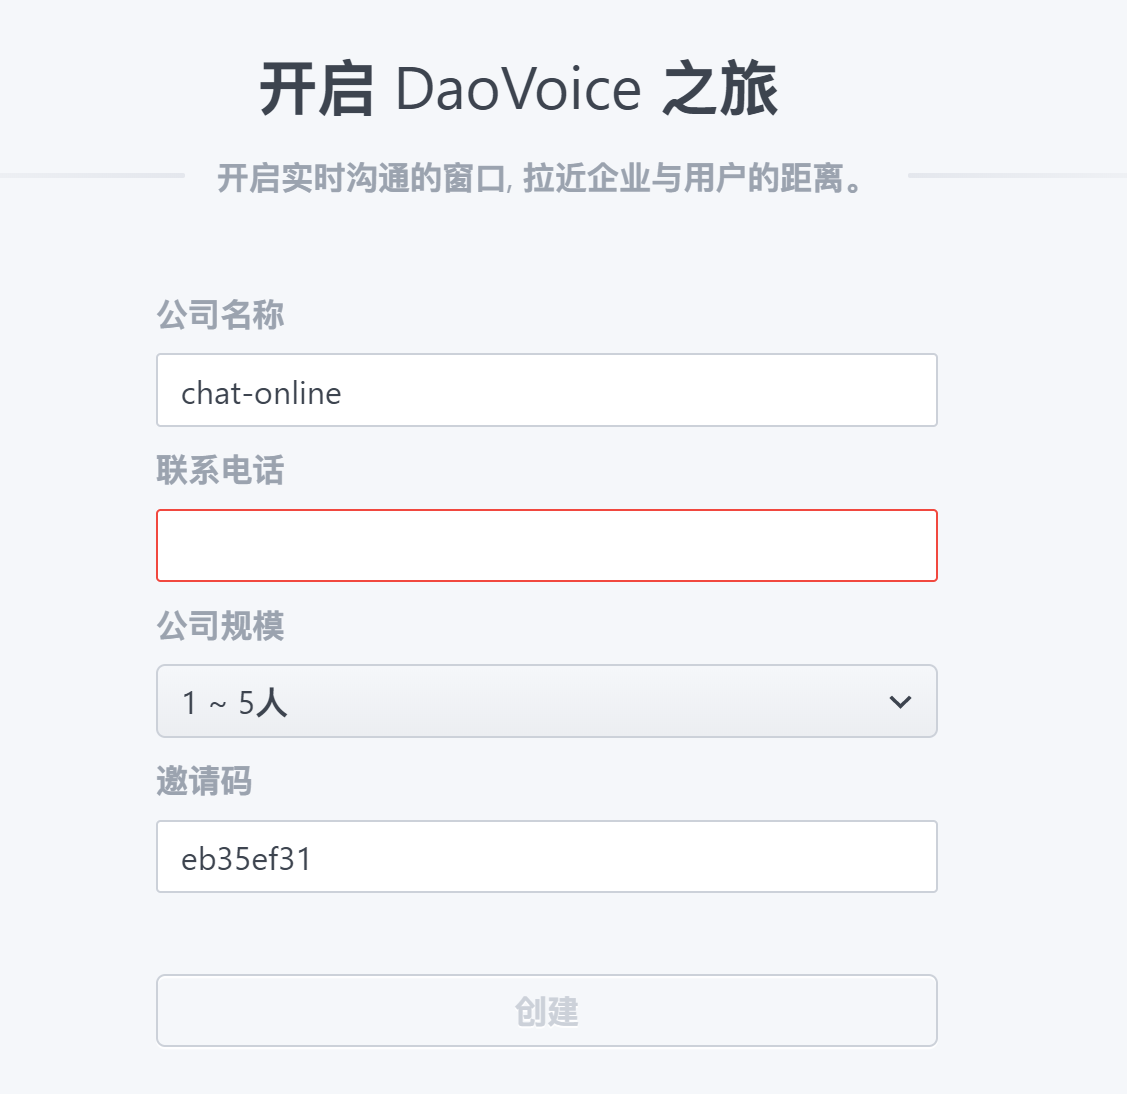 开启 DaoVoice 之旅
开启实时沟通的窗口, 拉近企业与用户的距离。
公司名称
chat-online
联系电话
公司规模
1 ~ 5人
邀请码
eb35ef31
创建